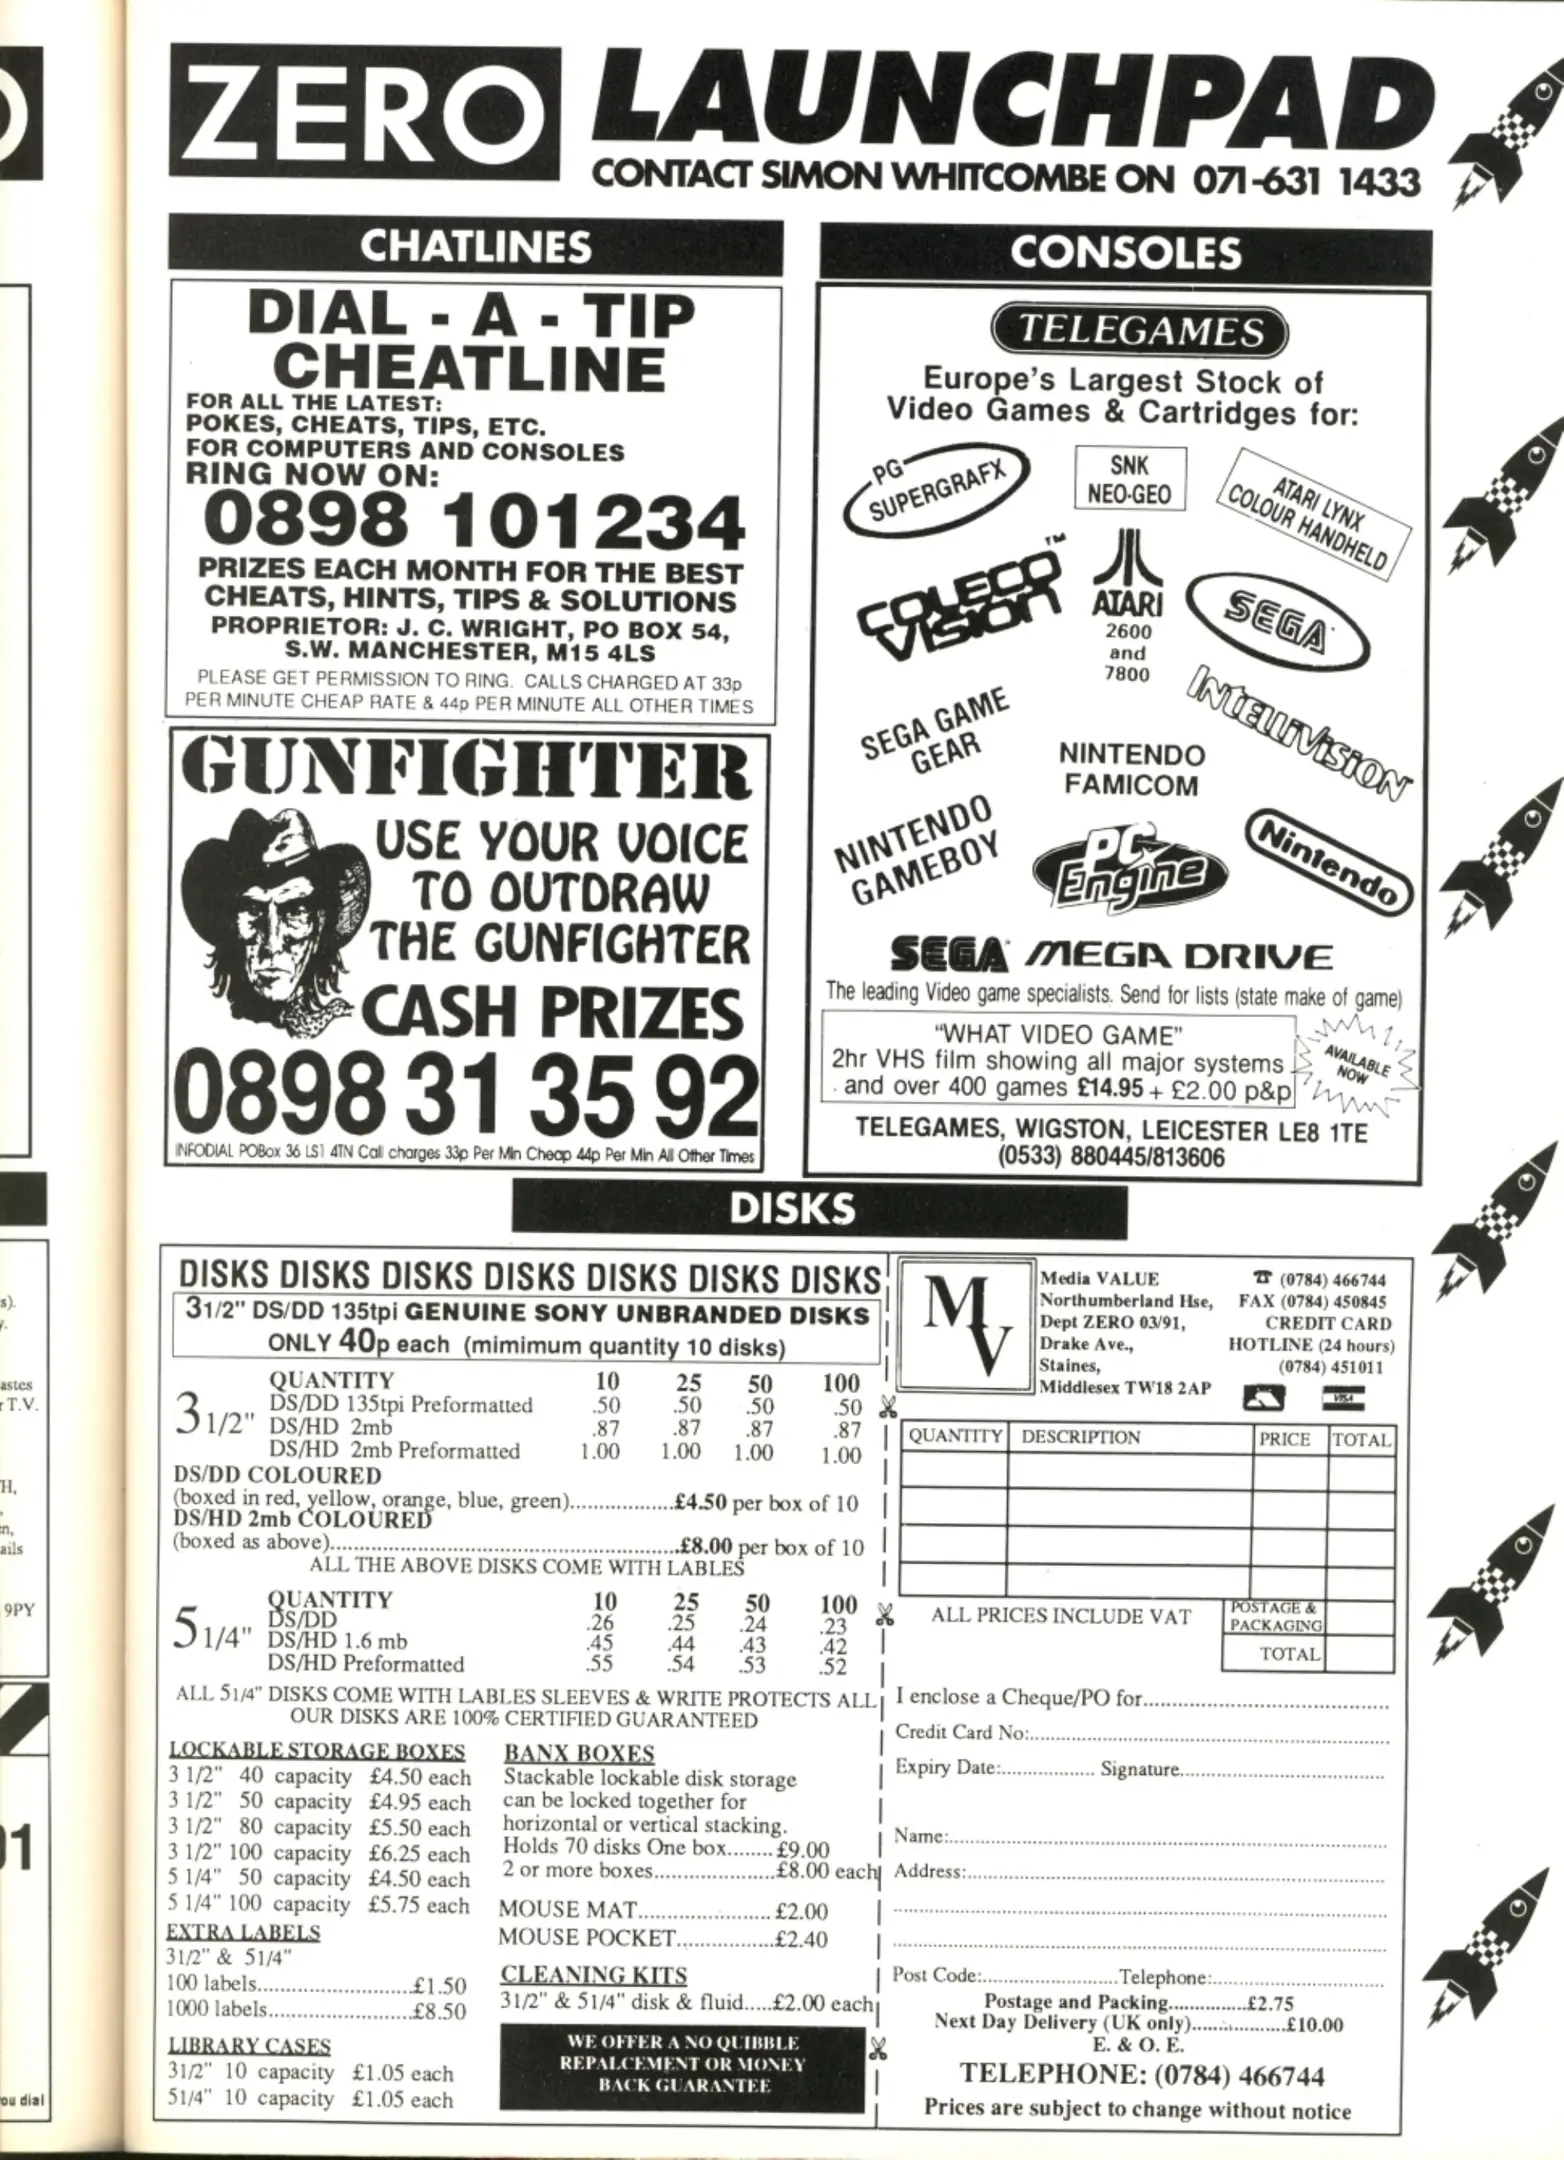 ZERO
LAUNCHPAD
CONTACT SIMON WHITCOMBE ON 071-631 1433
CHATLINES
DIAL - A - TIP
CHEATLINE
FOR ALL THE LATEST:
POKES, CHEATS, TIPS, ETC.
FOR COMPUTERS AND CONSOLES
RING NOW ON:
0898 101234
PRIZES EACH MONTH FOR THE BEST
CHEATS, HINTS, TIPS & SOLUTIONS
PROPRIETOR: J. C. WRIGHT, PO BOX 54,
S.W. MANCHESTER, M15 4LS
PLEASE GET PERMISSION TO RING. CALLS CHARGED AT 33p
PER MINUTE CHEAP RATE & 44p PER MINUTE ALL OTHER TIMES
GUNFIGHTER
USE YOUR VOICE
TO OUTDRAW
THE GUNFIGHTER
CASH PRIZES
0898 31 35 92
INFODIAL POBox 36 LS1 4TN Call charges 33p Per Min Cheap 44p Per Min All Other Times
CONSOLES
TELEGAMES
Europe's Largest Stock of
Video Games & Cartridges for:
PG
SUPERGRAFX
SNK
NEO-GEO
ATARI LYNX
COLOUR HANDHELD
COLECO
VISION™
ATARI
2600
and
7800
SEGA
SEGA GAME
GEAR
NINTENDO
FAMICOM
INTELLIVISION
NINTENDO
GAMEBOY
PC
Engine
Nintendo
SEGA MEGA DRIVE
The leading Video game specialists. Send for lists (state make of game)
"WHAT VIDEO GAME"
2hr VHS film showing all major systems
and over 400 games £14.95 + £2.00 p&p
AVAILABLE
NOW
TELEGAMES, WIGSTON, LEICESTER LE8 1TE
(0533) 880445/813606
DISKS
DISKS DISKS DISKS DISKS DISKS DISKS DISKS
31/2" DS/DD 135tpi GENUINE SONY UNBRANDED DISKS
ONLY 40p each (mimimum quantity 10 disks)
QUANTITY 10 25 50 100
3 1/2" DS/DD 135tpi Preformatted .50 .50 .50 .50
DS/HD 2mb .87 .87 .87 .87
DS/HD 2mb Preformatted 1.00 1.00 1.00 1.00
DS/DD COLOURED
(boxed in red, yellow, orange, blue, green).................£4.50 per box of 10
DS/HD 2mb COLOURED
(boxed as above)..........................................................£8.00 per box of 10
ALL THE ABOVE DISKS COME WITH LABLES
QUANTITY 10 25 50 100
5 1/4" DS/DD .26 .25 .24 .23
DS/HD 1.6 mb .45 .44 .43 .42
DS/HD Preformatted .55 .54 .53 .52
ALL 51/4" DISKS COME WITH LABLES SLEEVES & WRITE PROTECTS ALL
OUR DISKS ARE 100% CERTIFIED GUARANTEED
LOCKABLE STORAGE BOXES
3 1/2" 40 capacity £4.50 each
3 1/2" 50 capacity £4.95 each
3 1/2" 80 capacity £5.50 each
3 1/2" 100 capacity £6.25 each
5 1/4" 50 capacity £4.50 each
5 1/4" 100 capacity £5.75 each
EXTRA LABELS
31/2" & 51/4"
100 labels..........................£1.50
1000 labels........................£8.50
LIBRARY CASES
31/2" 10 capacity £1.05 each
51/4" 10 capacity £1.05 each
BANX BOXES
Stackable lockable disk storage
can be locked together for
horizontal or vertical stacking.
Holds 70 disks One box........£9.00
2 or more boxes....................£8.00 each
MOUSE MAT......................£2.00
MOUSE POCKET................£2.40
CLEANING KITS
31/2" & 51/4" disk & fluid.....£2.00 each
WE OFFER A NO QUIBBLE
REPALCEMENT OR MONEY
BACK GUARANTEE
MV
Media VALUE
Northumberland Hse,
Dept ZERO 03/91,
Drake Ave.,
Staines,
Middlesex TW18 2AP
☎ (0784) 466744
FAX (0784) 450845
CREDIT CARD
HOTLINE (24 hours)
(0784) 451011
VISA
QUANTITY DESCRIPTION PRICE TOTAL
ALL PRICES INCLUDE VAT
POSTAGE &
PACKAGING
TOTAL
I enclose a Cheque/PO for..........................................
Credit Card No:..............................................................
Expiry Date:................ Signature...................................
Name:............................................................................
Address:.........................................................................
Post Code:........................Telephone:..............................
Postage and Packing...............£2.75
Next Day Delivery (UK only)..................£10.00
E. & O. E.
TELEPHONE: (0784) 466744
Prices are subject to change without notice
s).
y.
astes
r T.V.
H,
en,
ails
9PY
01
ou dial